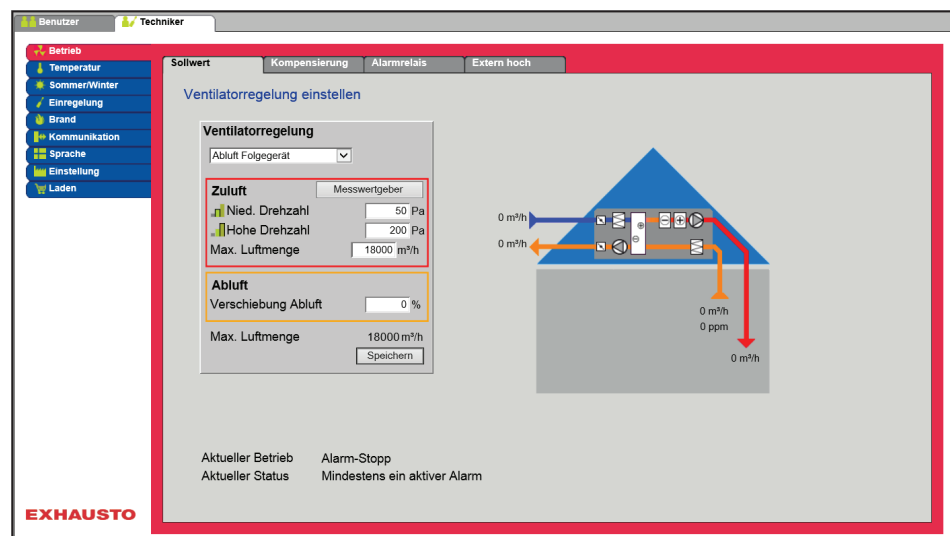 Benutzer
Techniker
Betrieb
Temperatur
Sommer/Winter
Einregelung
Brand
Kommunikation
Sprache
Einstellung
Laden
Sollwert
Kompensierung
Alarmrelais
Extern hoch
Ventilatorregelung einstellen
Ventilatorregelung
Abluft Folgegerät
Zuluft
Messwertgeber
Nied. Drehzahl 50 Pa
Hohe Drehzahl 200 Pa
Max. Luftmenge 18000 m³/h
Abluft
Verschiebung Abluft 0 %
Max. Luftmenge 18000 m³/h
Speichern
0 m³/h
0 m³/h
0 m³/h
0 ppm
0 m³/h
Aktueller Betrieb Alarm-Stopp
Aktueller Status Mindestens ein aktiver Alarm
EXHAUSTO